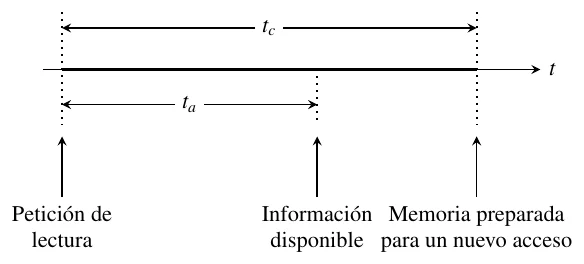 t_c
t
t_a
Petición de
lectura
Información
disponible
Memoria preparada
para un nuevo acceso